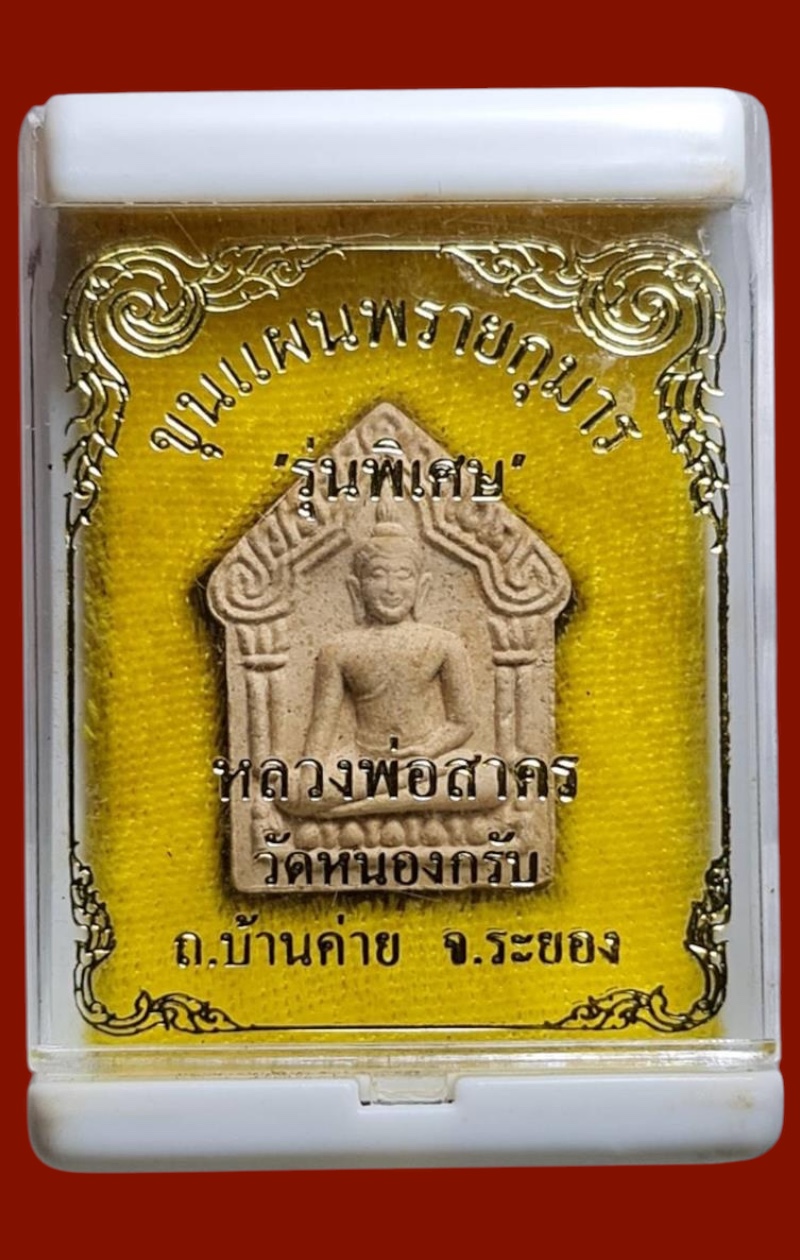 ขุนแผนพรายกุมาร
"รุ่นพิเศษ"
หลวงพ่อสาคร
วัดหนองกรับ
ถ.บ้านค่าย จ.ระยอง